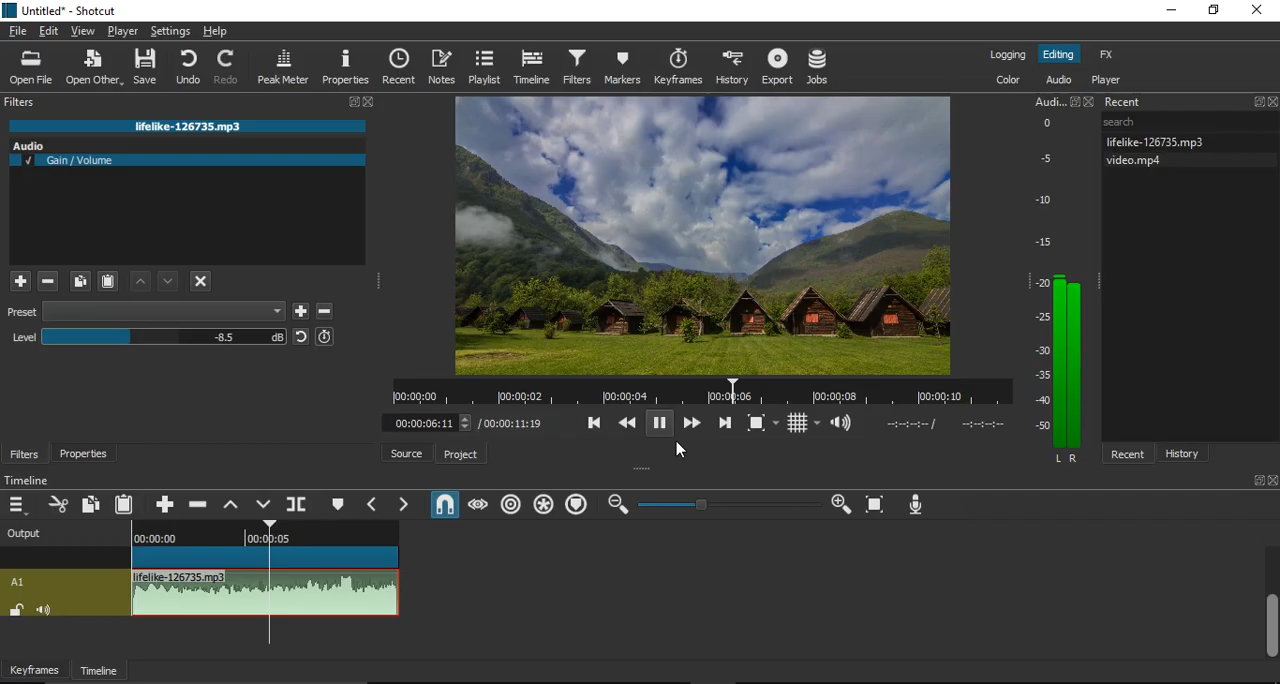 Untitled* - Shotcut
File Edit View Player Settings Help
Open File Open Other... Save Undo Redo Peak Meter Properties Recent Notes Playlist Timeline Filters Markers Keyframes History Export Jobs
Logging Editing FX
Color Audio Player
Filters
lifelike-126735.mp3
Audio
✓ Gain / Volume
Preset
Level -8.5 dB
Filters Properties
00:00:00 00:00:02 00:00:04 00:00:06 00:00:08 00:00:10
00:00:06:11 / 00:00:11:19 --:--:--:-- / --:--:--:--
Source Project
Audi...
0
-5
-10
-15
-20
-25
-30
-35
-40
-50
L R
Recent
search
lifelike-126735.mp3
video.mp4
Recent History
Timeline
Output
00:00:00 00:00:05
A1
lifelike-126735.mp3
Keyframes Timeline